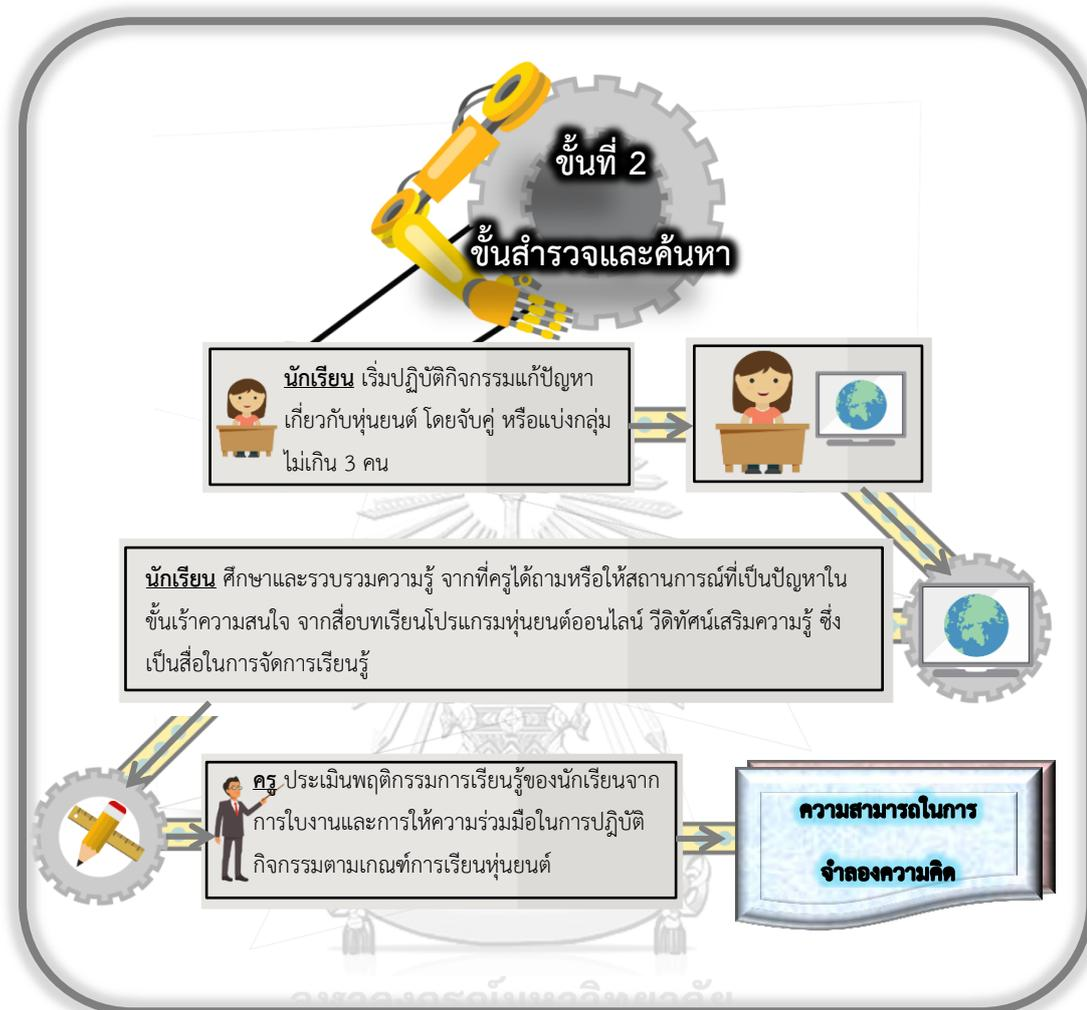 ขั้นที่ 2
ขั้นสำรวจและค้นหา
นักเรียน เริ่มปฏิบัติกิจกรรมแก้ปัญหา
เกี่ยวกับหุ่นยนต์ โดยจับคู่ หรือแบ่งกลุ่ม
ไม่เกิน 3 คน
นักเรียน ศึกษาและรวบรวมความรู้ จากที่ครูได้ถามหรือให้สถานการณ์ที่เป็นปัญหาใน
ขั้นเร้าความสนใจ จากสื่อบทเรียนโปรแกรมหุ่นยนต์ออนไลน์ วีดิทัศน์เสริมความรู้ ซึ่ง
เป็นสื่อในการจัดการเรียนรู้
ครู ประเมินพฤติกรรมการเรียนรู้ของนักเรียนจาก
การใบงานและการให้ความร่วมมือในการปฏิบัติ
กิจกรรมตามเกณฑ์การเรียนหุ่นยนต์
ความสามารถในการ
จำลองความคิด
จุฬาลงกรณ์มหาวิทยาลัย